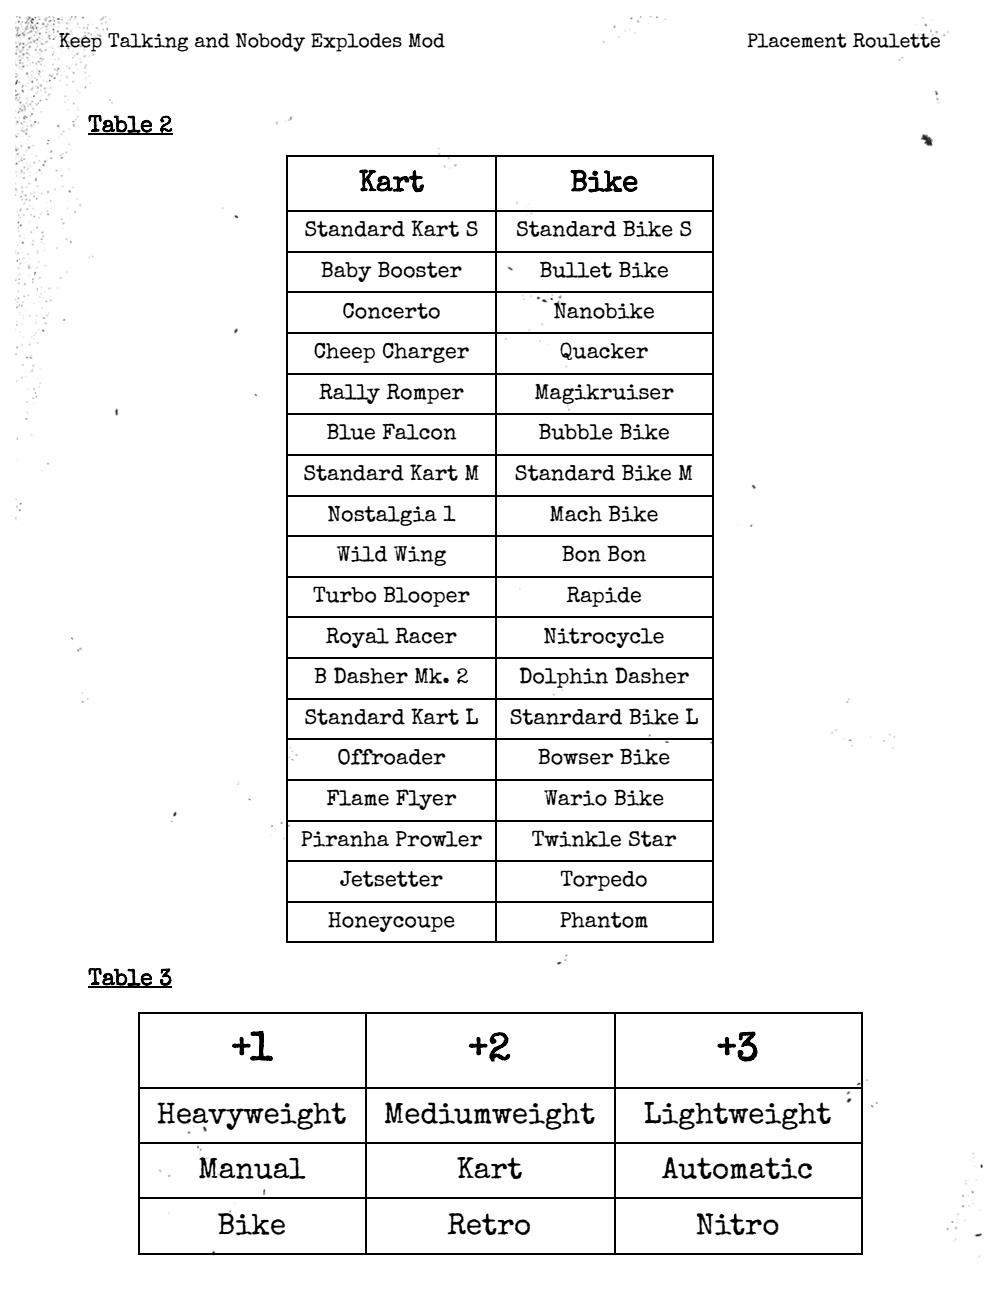 Keep Talking and Nobody Explodes Mod Placement Roulette
Table 2
Kart Bike
Standard Kart S Standard Bike S
Baby Booster Bullet Bike
Concerto Nanobike
Cheep Charger Quacker
Rally Romper Magikruiser
Blue Falcon Bubble Bike
Standard Kart M Standard Bike M
Nostalgia 1 Mach Bike
Wild Wing Bon Bon
Turbo Blooper Rapide
Royal Racer Nitrocycle
B Dasher Mk. 2 Dolphin Dasher
Standard Kart L Stanrdard Bike L
Offroader Bowser Bike
Flame Flyer Wario Bike
Piranha Prowler Twinkle Star
Jetsetter Torpedo
Honeycoupe Phantom
Table 3
+1 +2 +3
Heavyweight Mediumweight Lightweight
Manual Kart Automatic
Bike Retro Nitro